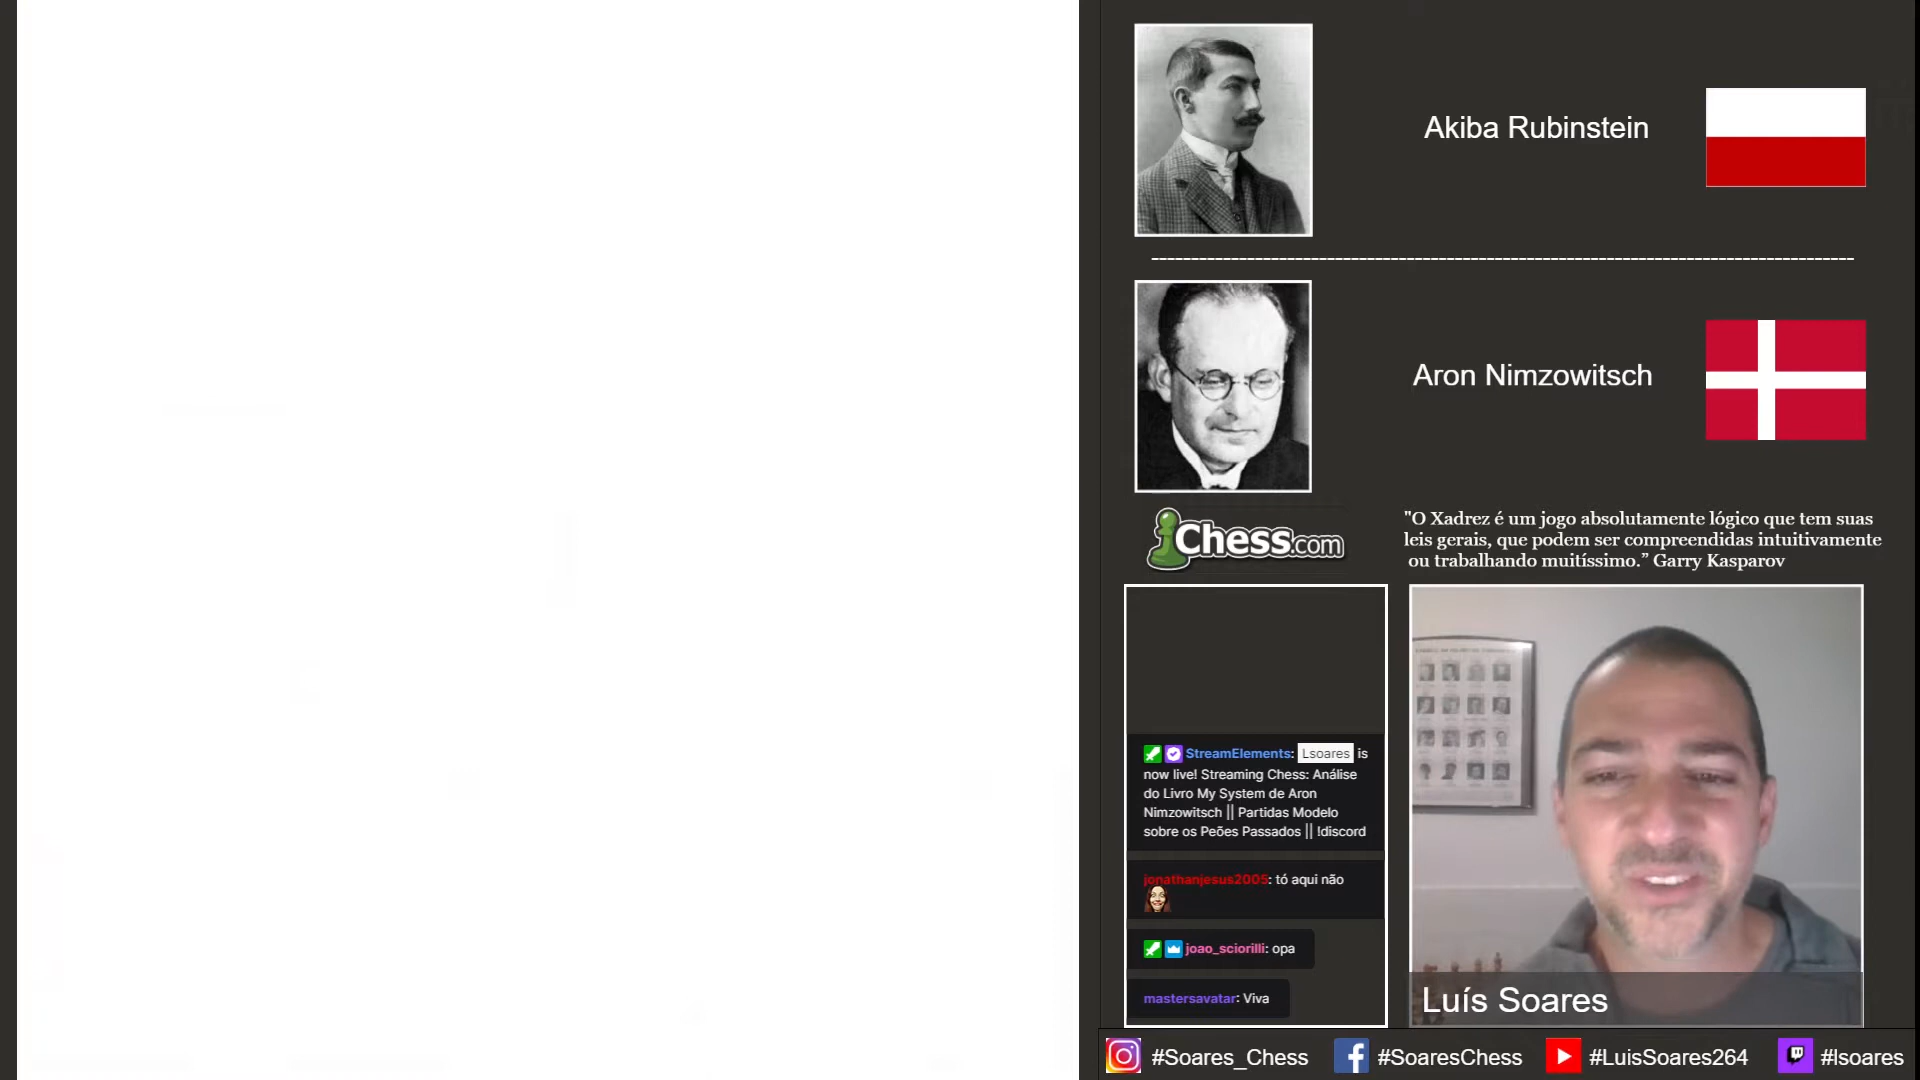 Akiba Rubinstein
Aron Nimzowitsch
Chess.com
"O Xadrez é um jogo absolutamente lógico que tem suas
leis gerais, que podem ser compreendidas intuitivamente
ou trabalhando muitíssimo.” Garry Kasparov
StreamElements: Lsoares is
now live! Streaming Chess: Análise
do Livro My System de Aron
Nimzowitsch || Partidas Modelo
sobre os Peões Passados || !discord
jonathanjesus2005: tó aqui não
joao_sciorilli: opa
mastersavatar: Viva
Luís Soares
#Soares_Chess
#SoaresChess
#LuisSoares264
#lsoares